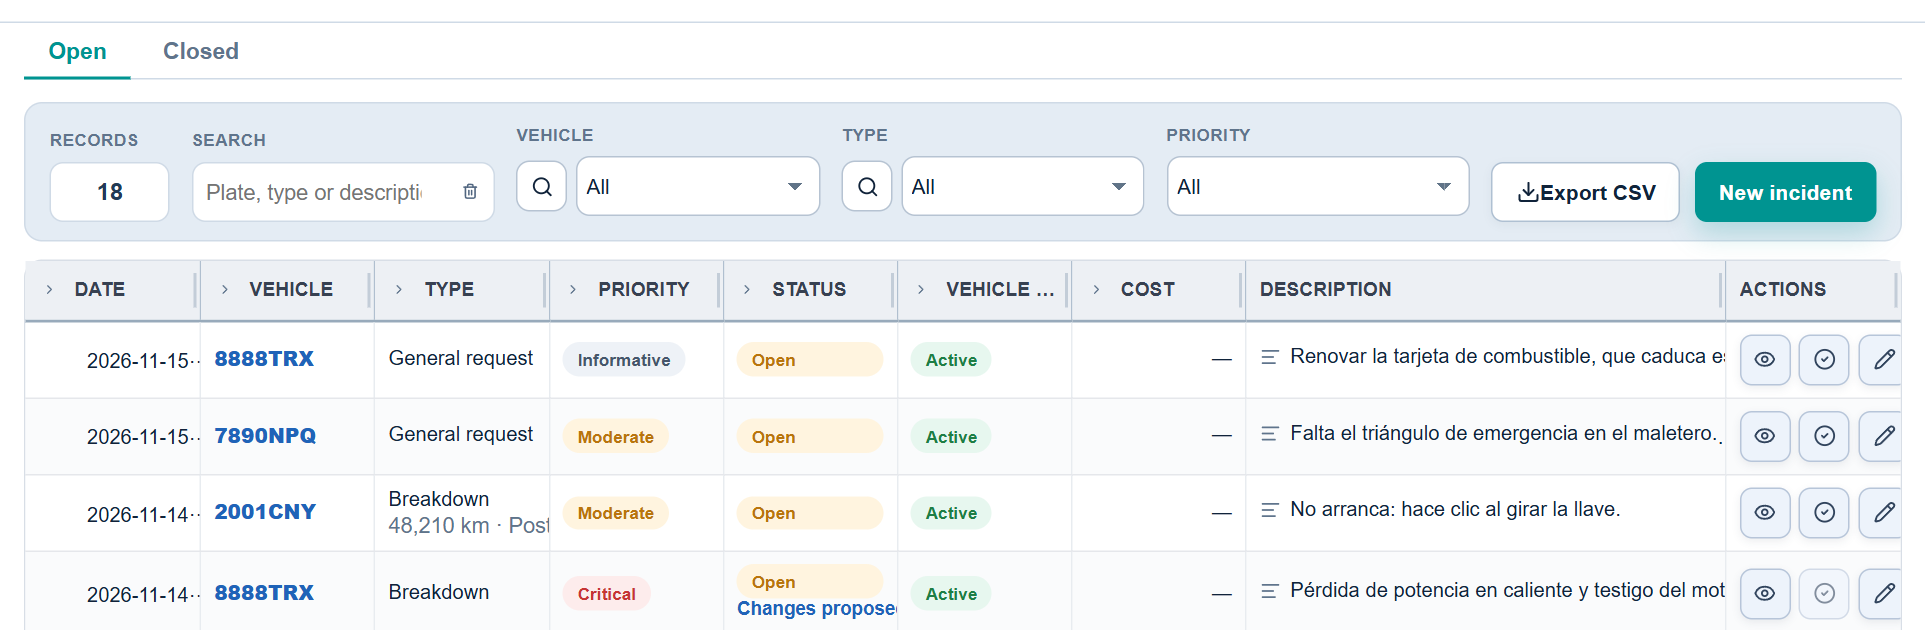 Open Closed
RECORDS SEARCH VEHICLE TYPE PRIORITY
18 Plate, type or descripti All All All Export CSV New incident
DATE VEHICLE TYPE PRIORITY STATUS VEHICLE ... COST DESCRIPTION ACTIONS
2026-11-15·· 8888TRX General request Informative Open Active — Renovar la tarjeta de combustible, que caduca es
2026-11-15·· 7890NPQ General request Moderate Open Active — Falta el triángulo de emergencia en el maletero..
2026-11-14·· 2001CNY Breakdown Moderate Open Active — No arranca: hace clic al girar la llave.
48,210 km · Post
2026-11-14·· 8888TRX Breakdown Critical Open Active — Pérdida de potencia en caliente y testigo del mot
Changes propose